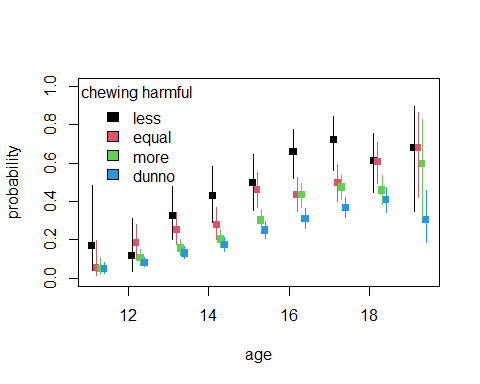 chewing harmful
less
equal
more
dunno
probability
0.0 0.2 0.4 0.6 0.8 1.0
12 14 16 18
age